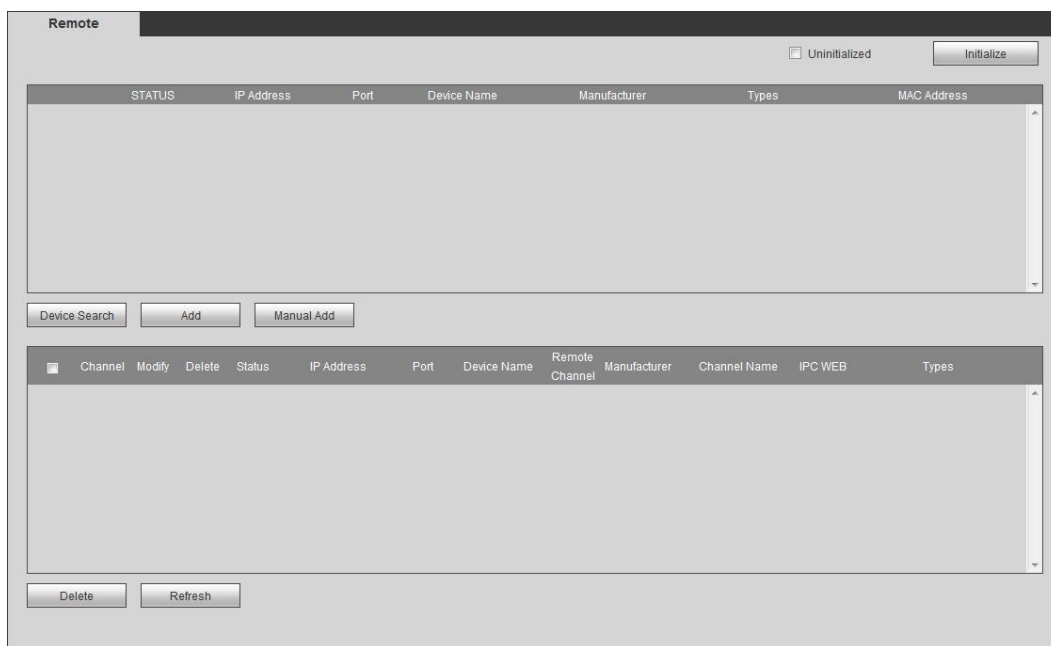 Remote
Uninitialized Initialize
STATUS IP Address Port Device Name Manufacturer Types MAC Address
Device Search Add Manual Add
Channel Modify Delete Status IP Address Port Device Name Remote Channel Manufacturer Channel Name IPC WEB Types
Delete Refresh